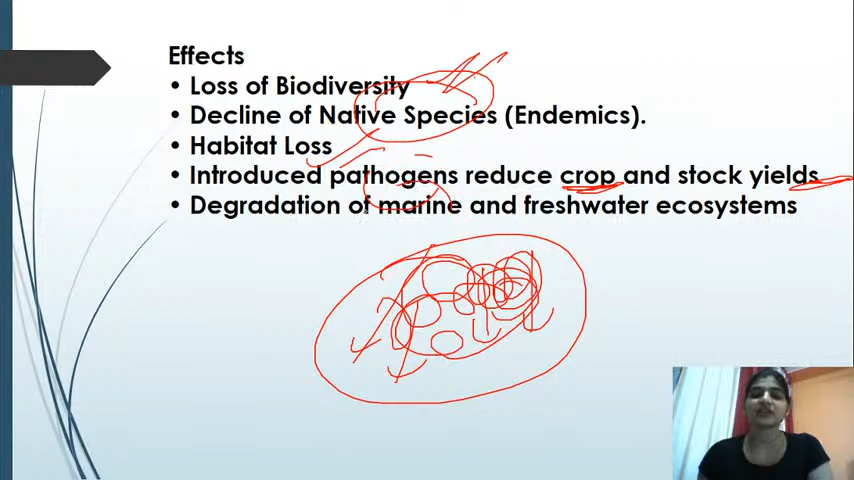 Effects
• Loss of Biodiversity
• Decline of Native Species (Endemics).
• Habitat Loss
• Introduced pathogens reduce crop and stock yields
• Degradation of marine and freshwater ecosystems